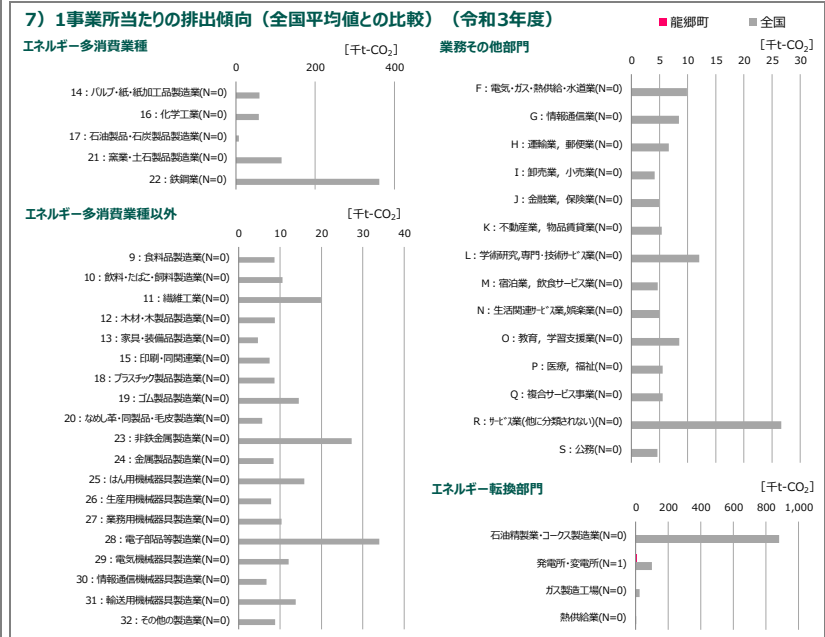 7）1事業所当たりの排出傾向（全国平均値との比較）（令和3年度）
■龍郷町 ■全国
エネルギー多消費業種
［千t-CO₂］
0 200 400
14：パルプ・紙・紙加工品製造業(N=0)
16：化学工業(N=0)
17：石油製品・石炭製品製造業(N=0)
21：窯業・土石製品製造業(N=0)
22：鉄鋼業(N=0)
エネルギー多消費業種以外
［千t-CO₂］
0 10 20 30 40
9：食料品製造業(N=0)
10：飲料・たばこ・飼料製造業(N=0)
11：繊維工業(N=0)
12：木材・木製品製造業(N=0)
13：家具・装備品製造業(N=0)
15：印刷・同関連業(N=0)
18：プラスチック製品製造業(N=0)
19：ゴム製品製造業(N=0)
20：なめし革・同製品・毛皮製造業(N=0)
23：非鉄金属製造業(N=0)
24：金属製品製造業(N=0)
25：はん用機械器具製造業(N=0)
26：生産用機械器具製造業(N=0)
27：業務用機械器具製造業(N=0)
28：電子部品等製造業(N=0)
29：電気機械器具製造業(N=0)
30：情報通信機械器具製造業(N=0)
31：輸送用機械器具製造業(N=0)
32：その他の製造業(N=0)
業務その他部門
［千t-CO₂］
0 5 10 15 20 25 30
F：電気・ガス・熱供給・水道業(N=0)
G：情報通信業(N=0)
H：運輸業，郵便業(N=0)
I：卸売業，小売業(N=0)
J：金融業，保険業(N=0)
K：不動産業，物品賃貸業(N=0)
L：学術研究,専門・技術ｻｰﾋﾞｽ業(N=0)
M：宿泊業，飲食サービス業(N=0)
N：生活関連ｻｰﾋﾞｽ業,娯楽業(N=0)
O：教育，学習支援業(N=0)
P：医療，福祉(N=0)
Q：複合サービス事業(N=0)
R：ｻｰﾋﾞｽ業(他に分類されない)(N=0)
S：公務(N=0)
エネルギー転換部門
［千t-CO₂］
0 200 400 600 800 1,000
石油精製業・コークス製造業(N=0)
発電所・変電所(N=1)
ガス製造工場(N=0)
熱供給業(N=0)